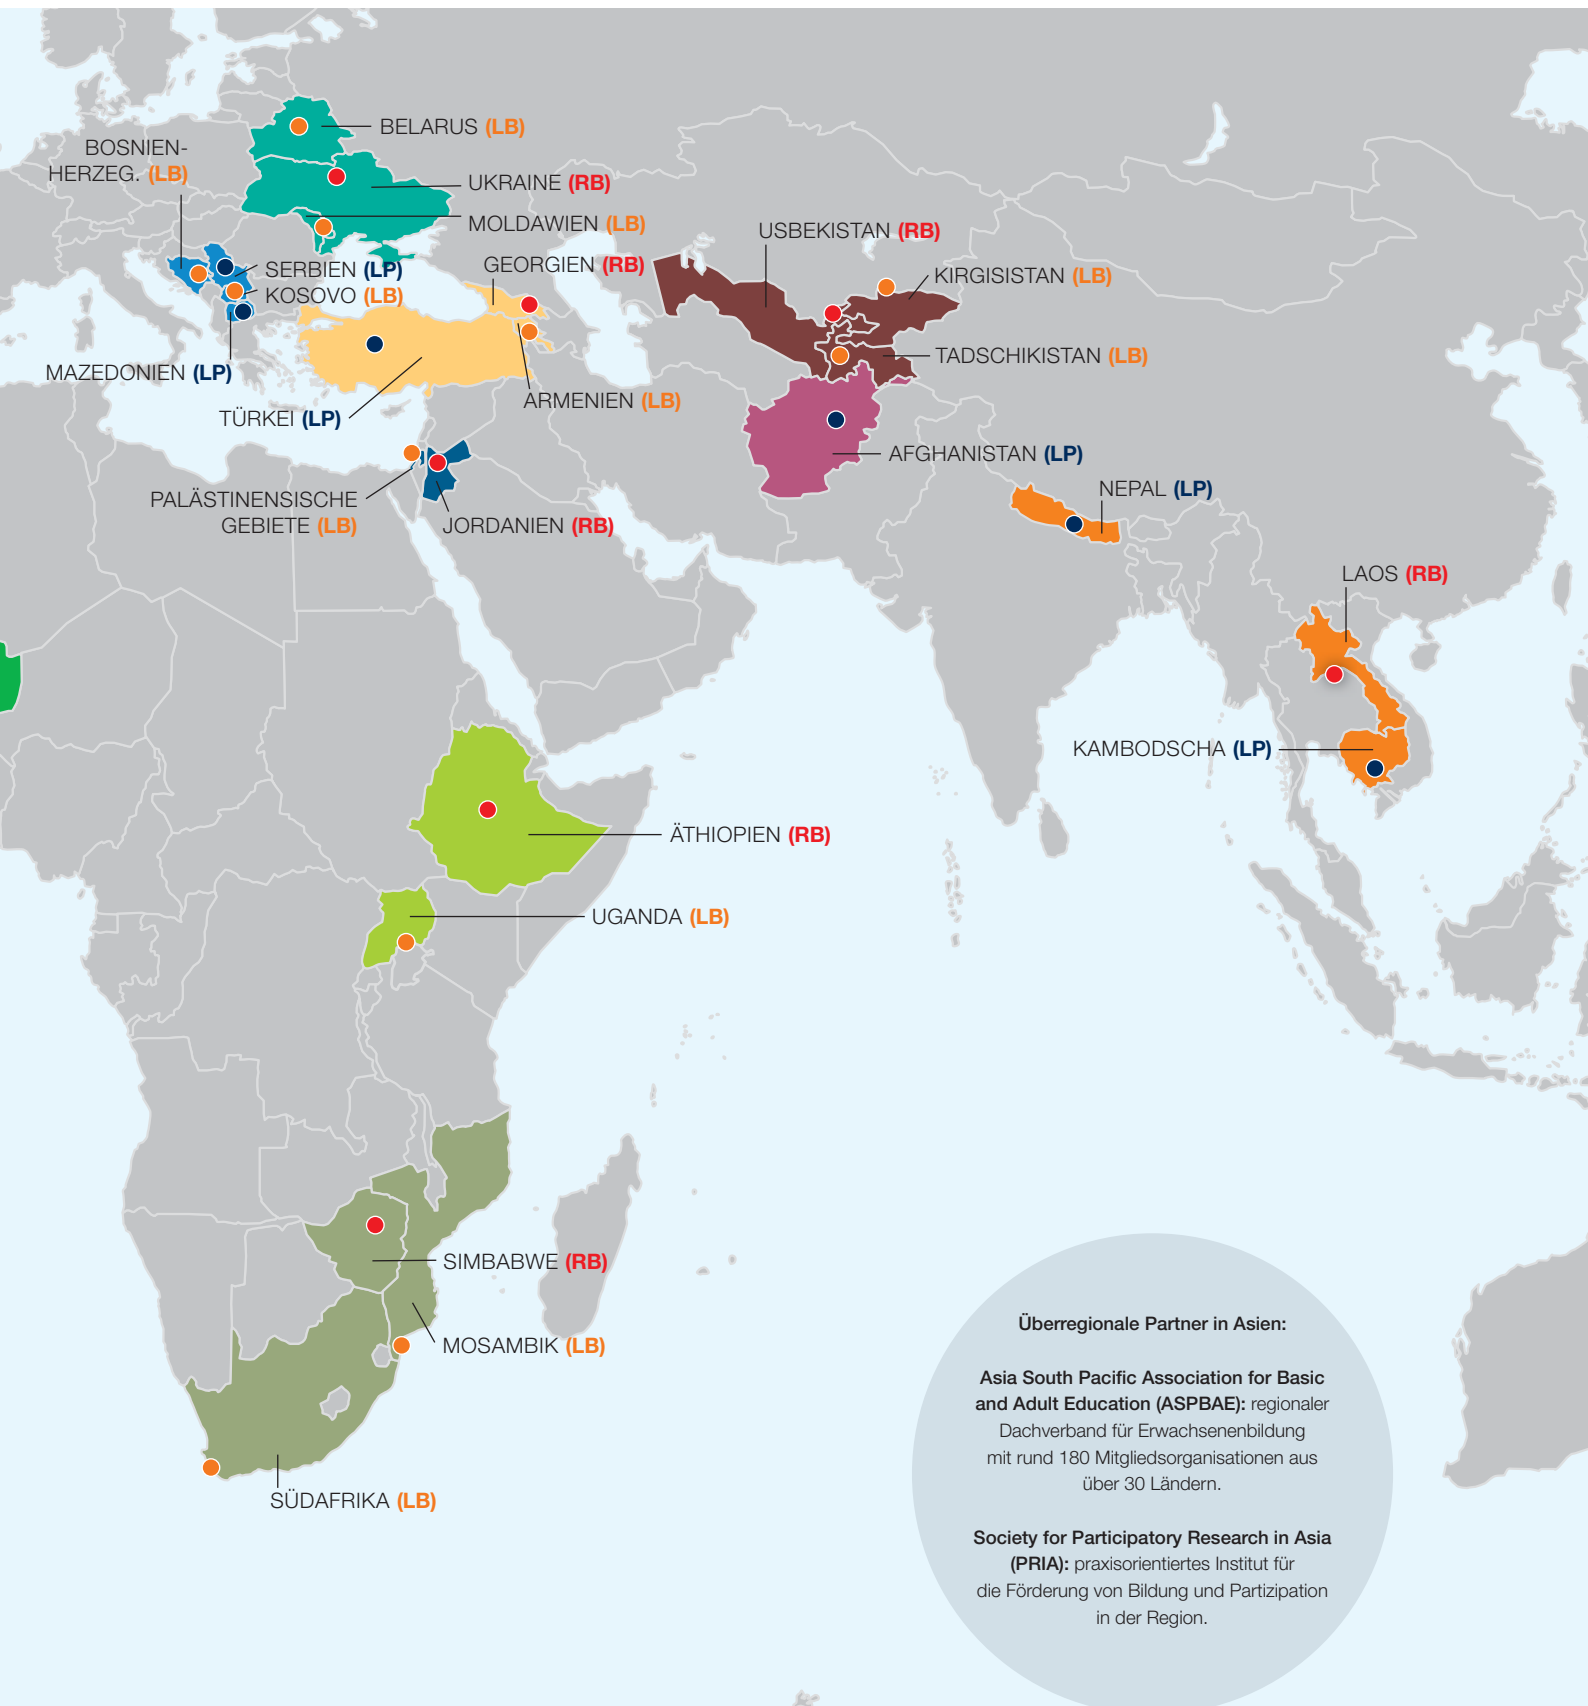 BELARUS (LB)
BOSNIEN-
HERZEG. (LB)
UKRAINE (RB)
MOLDAWIEN (LB)
USBEKISTAN (RB)
SERBIEN (LP)
GEORGIEN (RB)
KIRGISISTAN (LB)
KOSOVO (LB)
TADSCHIKISTAN (LB)
MAZEDONIEN (LP)
ARMENIEN (LB)
TÜRKEI (LP)
AFGHANISTAN (LP)
NEPAL (LP)
PALÄSTINENSISCHE
GEBIETE (LB)
JORDANIEN (RB)
LAOS (RB)
KAMBODSCHA (LP)
ÄTHIOPIEN (RB)
UGANDA (LB)
SIMBABWE (RB)
MOSAMBIK (LB)
SÜDAFRIKA (LB)
Überregionale Partner in Asien:
Asia South Pacific Association for Basic
and Adult Education (ASPBAE): regionaler
Dachverband für Erwachsenenbildung
mit rund 180 Mitgliedsorganisationen aus
über 30 Ländern.
Society for Participatory Research in Asia
(PRIA): praxisorientiertes Institut für
die Förderung von Bildung und Partizipation
in der Region.